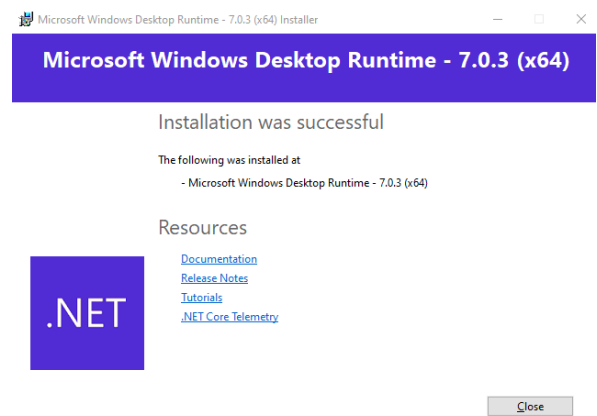 Microsoft Windows Desktop Runtime - 7.0.3 (x64) Installer
Microsoft Windows Desktop Runtime - 7.0.3 (x64)
Installation was successful
The following was installed at
- Microsoft Windows Desktop Runtime - 7.0.3 (x64)
Resources
Documentation
Release Notes
Tutorials
.NET Core Telemetry
.NET
Close